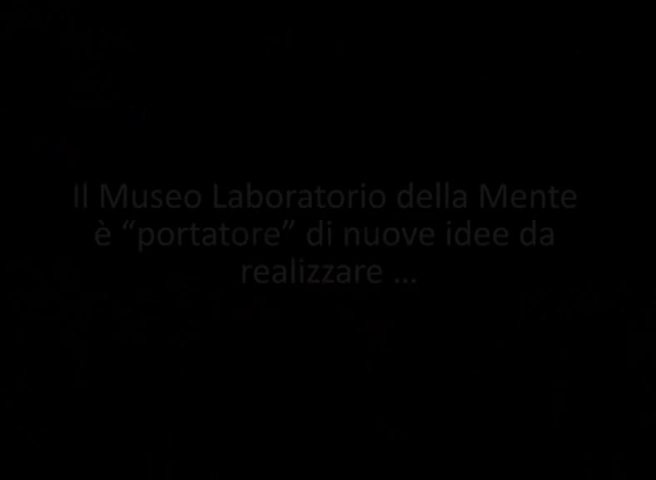 Il Museo Laboratorio della Mente
è “portatore” di nuove idee da
realizzare ...